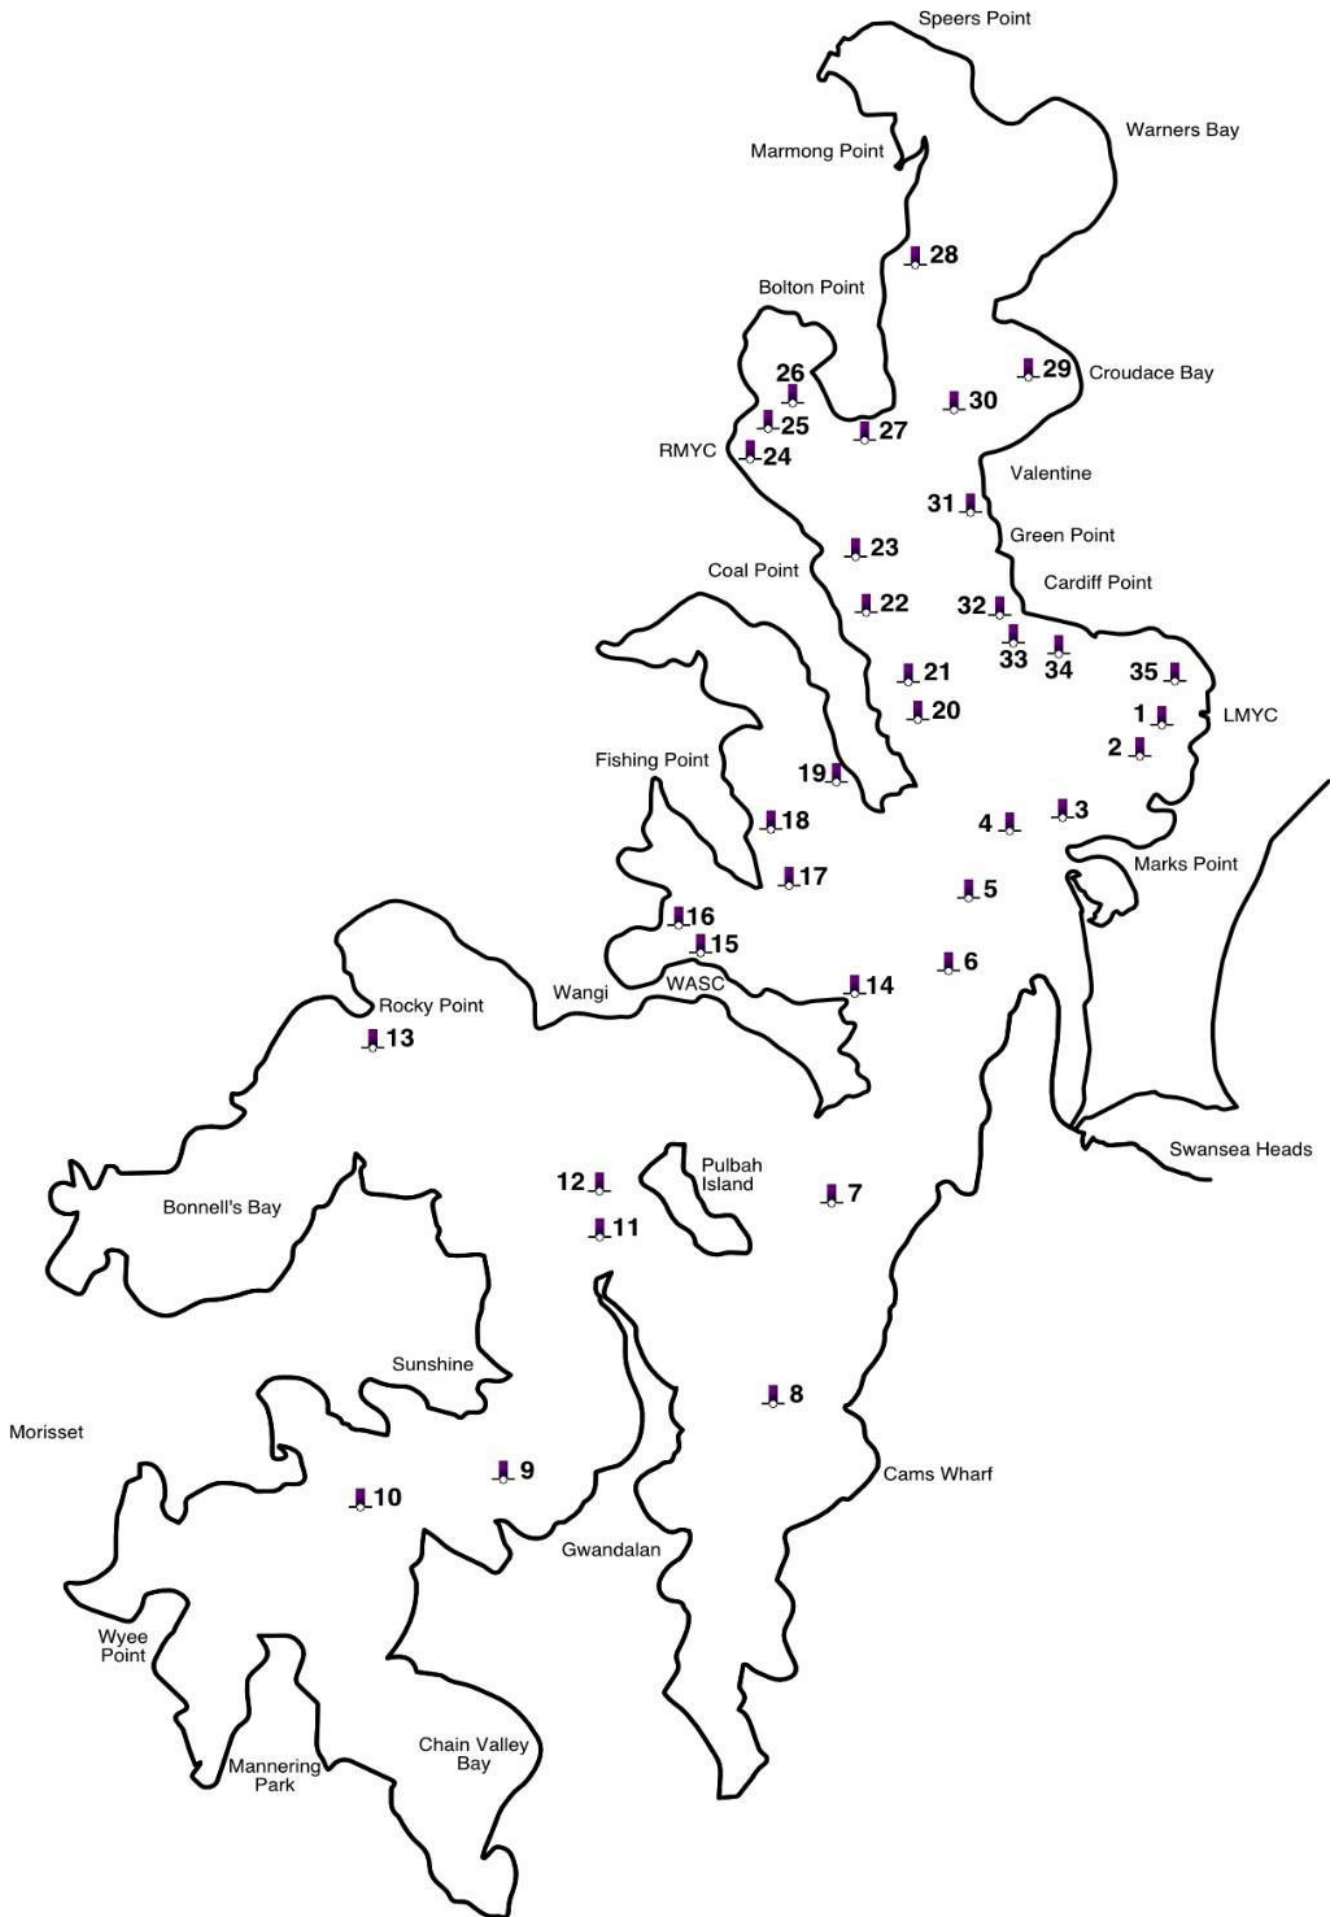 Speers Point
Warners Bay
Marmong Point
28
Bolton Point
29
Croudace Bay
26
30
25
27
RMYC
24
Valentine
31
Green Point
23
Coal Point
Cardiff Point
22
32
33
34
21
35
20
1
LMYC
2
Fishing Point
19
3
18
4
Marks Point
17
5
16
15
6
WASC
14
Wangi
Rocky Point
13
Swansea Heads
Pulbah
Island
12
7
Bonnell's Bay
11
Sunshine
8
Morisset
9
Cams Wharf
10
Gwandalan
Wyee
Point
Chain Valley
Bay
Mannering
Park